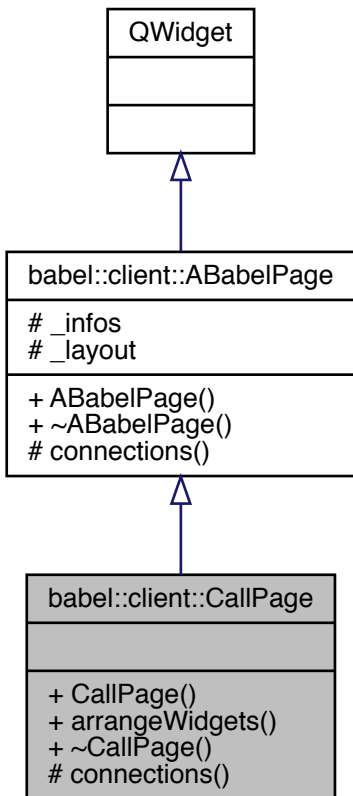 QWidget
babel::client::ABabelPage
# _infos
# _layout
+ ABabelPage()
+ ~ABabelPage()
# connections()
babel::client::CallPage
+ CallPage()
+ arrangeWidgets()
+ ~CallPage()
# connections()